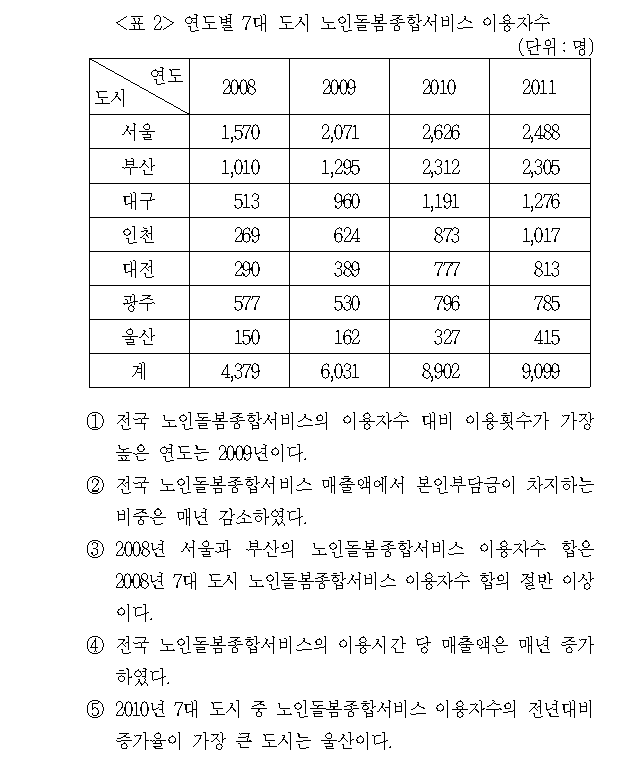 <표 2> 연도별 7대 도시 노인돌봄종합서비스 이용자수
(단위 : 명)
연도 도시 2008 2009 2010 2011
서울 1,570 2,071 2,626 2,488
부산 1,010 1,295 2,312 2,305
대구 513 960 1,191 1,276
인천 269 624 873 1,017
대전 290 389 777 813
광주 577 530 796 785
울산 150 162 327 415
계 4,379 6,031 8,902 9,099
① 전국 노인돌봄종합서비스의 이용자수 대비 이용횟수가 가장
높은 연도는 2009년이다.
② 전국 노인돌봄종합서비스 매출액에서 본인부담금이 차지하는
비중은 매년 감소하였다.
③ 2008년 서울과 부산의 노인돌봄종합서비스 이용자수 합은
2008년 7대 도시 노인돌봄종합서비스 이용자수 합의 절반 이상
이다.
④ 전국 노인돌봄종합서비스의 이용시간 당 매출액은 매년 증가
하였다.
⑤ 2010년 7대 도시 중 노인돌봄종합서비스 이용자수의 전년대비
증가율이 가장 큰 도시는 울산이다.